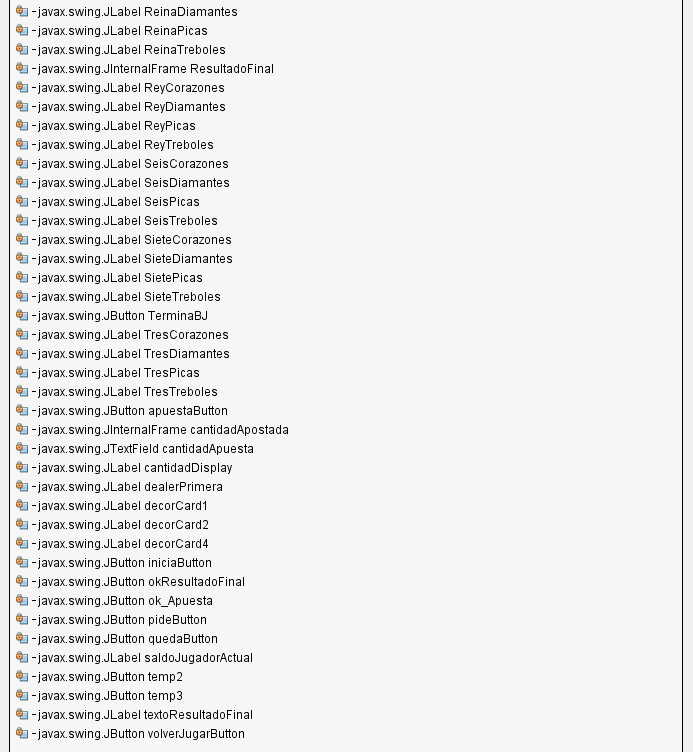 -javax.swing.JLabel ReinaDiamantes
-javax.swing.JLabel ReinaPicas
-javax.swing.JLabel ReinaTreboles
-javax.swing.JInternalFrame ResultadoFinal
-javax.swing.JLabel ReyCorazones
-javax.swing.JLabel ReyDiamantes
-javax.swing.JLabel ReyPicas
-javax.swing.JLabel ReyTreboles
-javax.swing.JLabel SeisCorazones
-javax.swing.JLabel SeisDiamantes
-javax.swing.JLabel SeisPicas
-javax.swing.JLabel SeisTreboles
-javax.swing.JLabel SieteCorazones
-javax.swing.JLabel SieteDiamantes
-javax.swing.JLabel SietePicas
-javax.swing.JLabel SieteTreboles
-javax.swing.JButton TerminaBJ
-javax.swing.JLabel TresCorazones
-javax.swing.JLabel TresDiamantes
-javax.swing.JLabel TresPicas
-javax.swing.JLabel TresTreboles
-javax.swing.JButton apuestaButton
-javax.swing.JInternalFrame cantidadApostada
-javax.swing.JTextField cantidadApuesta
-javax.swing.JLabel cantidadDisplay
-javax.swing.JLabel dealerPrimera
-javax.swing.JLabel decorCard1
-javax.swing.JLabel decorCard2
-javax.swing.JLabel decorCard4
-javax.swing.JButton iniciaButton
-javax.swing.JButton okResultadoFinal
-javax.swing.JButton ok_Apuesta
-javax.swing.JButton pideButton
-javax.swing.JButton quedaButton
-javax.swing.JLabel saldoJugadorActual
-javax.swing.JButton temp2
-javax.swing.JButton temp3
-javax.swing.JLabel textoResultadoFinal
-javax.swing.JButton volverJugarButton